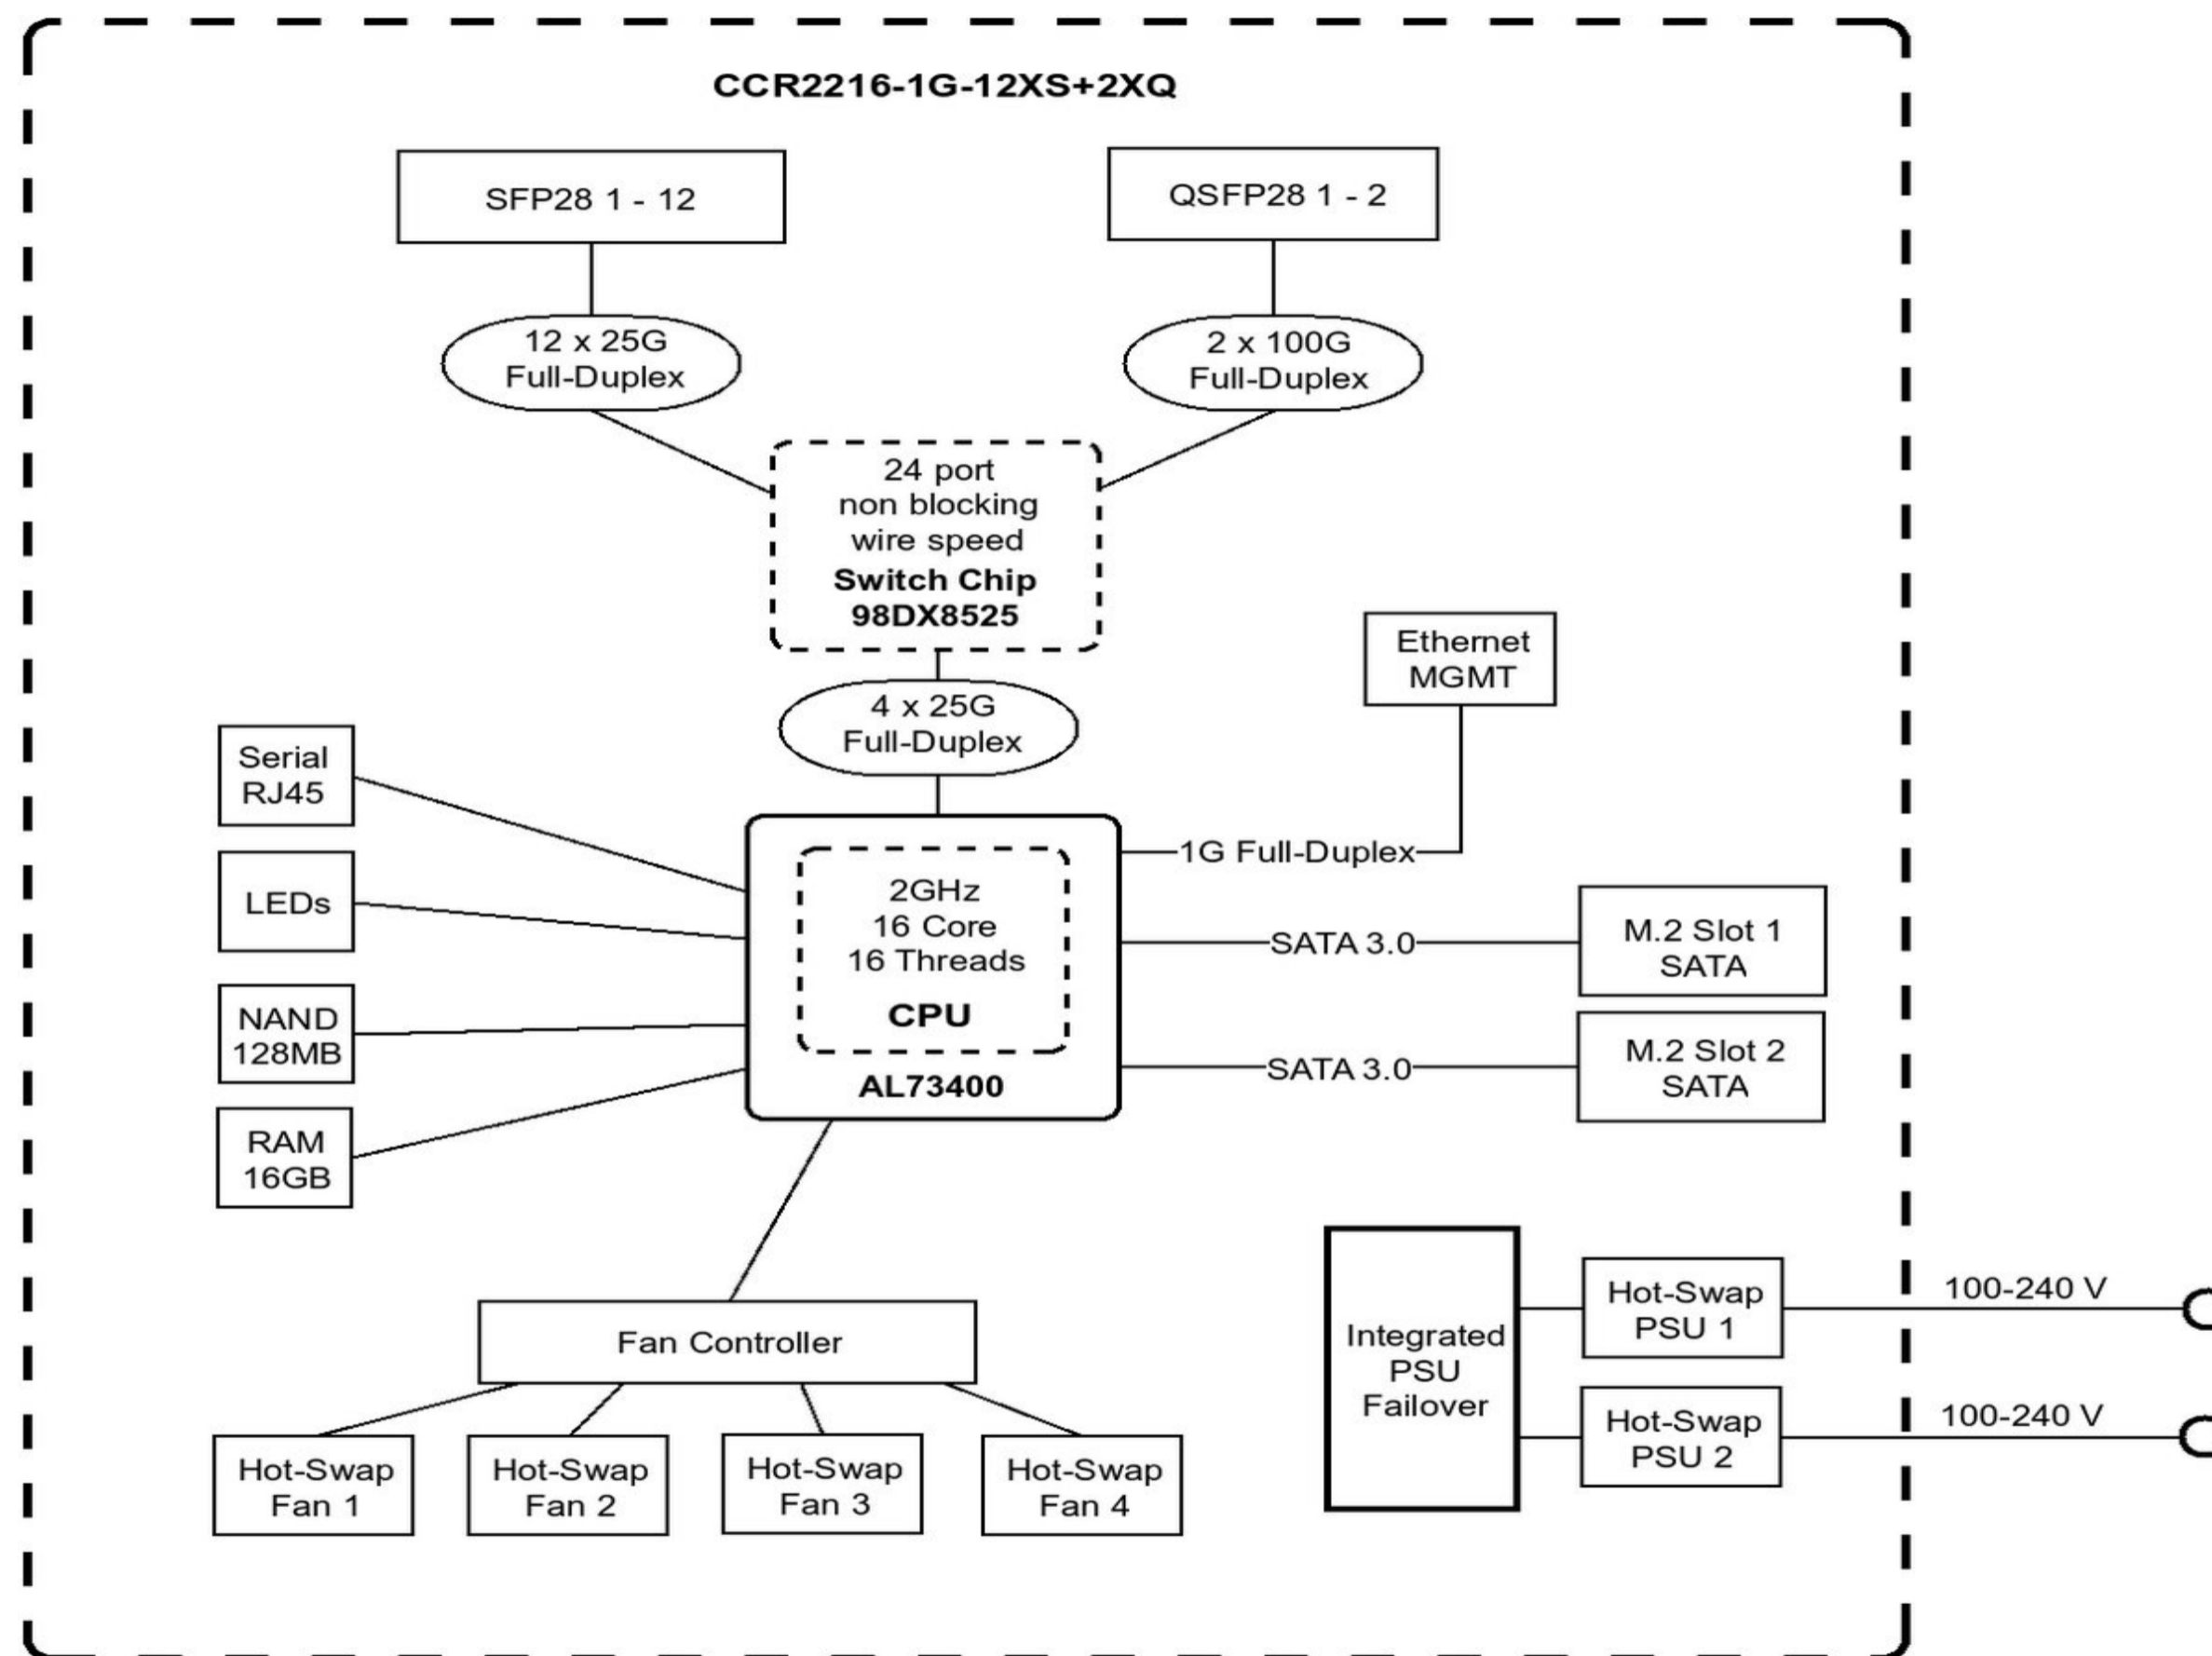 CCR2216-1G-12XS+2XQ
SFP28 1 - 12
QSFP28 1 - 2
12 x 25G
Full-Duplex
2 x 100G
Full-Duplex
24 port
non blocking
wire speed
Switch Chip
98DX8525
Ethernet
MGMT
4 x 25G
Full-Duplex
Serial
RJ45
1G Full-Duplex
LEDs
2GHz
16 Core
16 Threads
CPU
AL73400
SATA 3.0
M.2 Slot 1
SATA
NAND
128MB
SATA 3.0
M.2 Slot 2
SATA
RAM
16GB
Fan Controller
Hot-Swap
Fan 1
Hot-Swap
Fan 2
Hot-Swap
Fan 3
Hot-Swap
Fan 4
Integrated
PSU
Failover
Hot-Swap
PSU 1
100-240 V
Hot-Swap
PSU 2
100-240 V